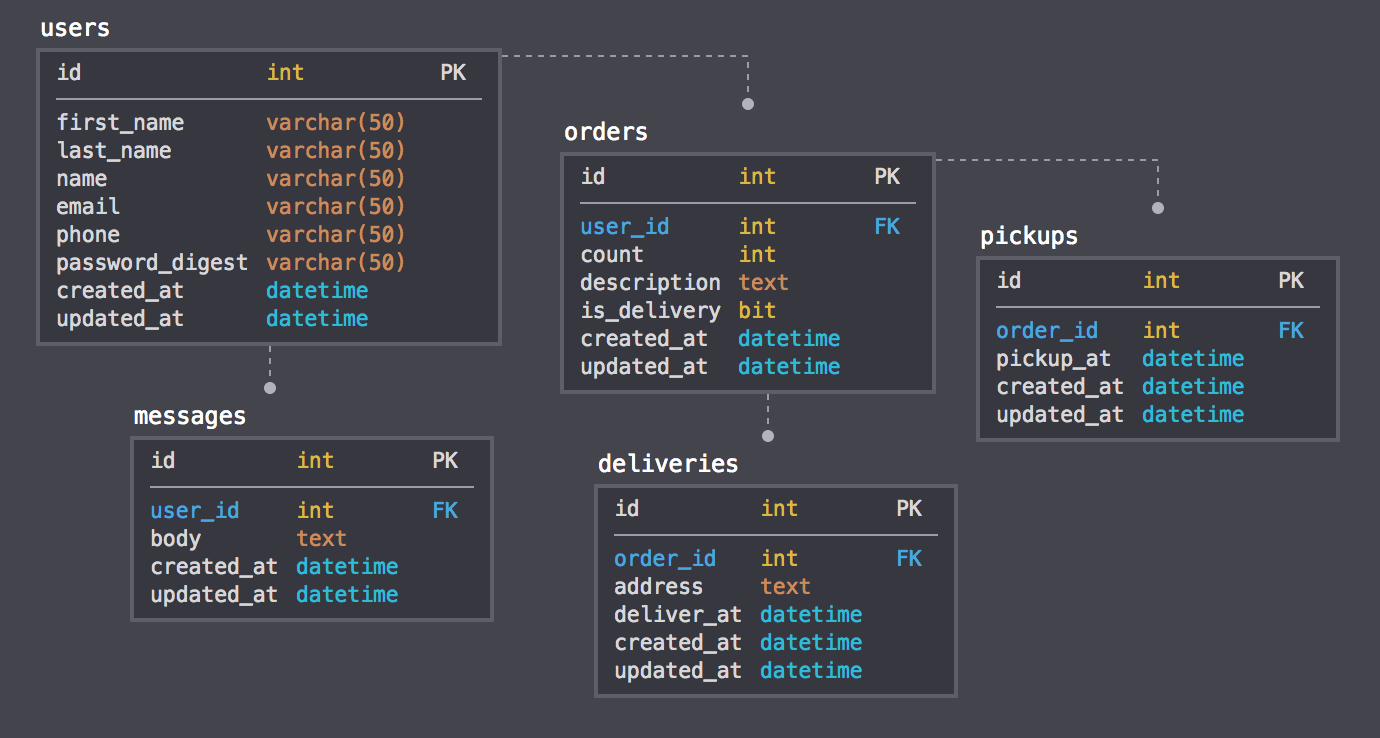 users
id int PK
first_name varchar(50)
last_name varchar(50)
name varchar(50)
email varchar(50)
phone varchar(50)
password_digest varchar(50)
created_at datetime
updated_at datetime
orders
id int PK
user_id int FK
count int
description text
is_delivery bit
created_at datetime
updated_at datetime
pickups
id int PK
order_id int FK
pickup_at datetime
created_at datetime
updated_at datetime
messages
id int PK
user_id int FK
body text
created_at datetime
updated_at datetime
deliveries
id int PK
order_id int FK
address text
deliver_at datetime
created_at datetime
updated_at datetime